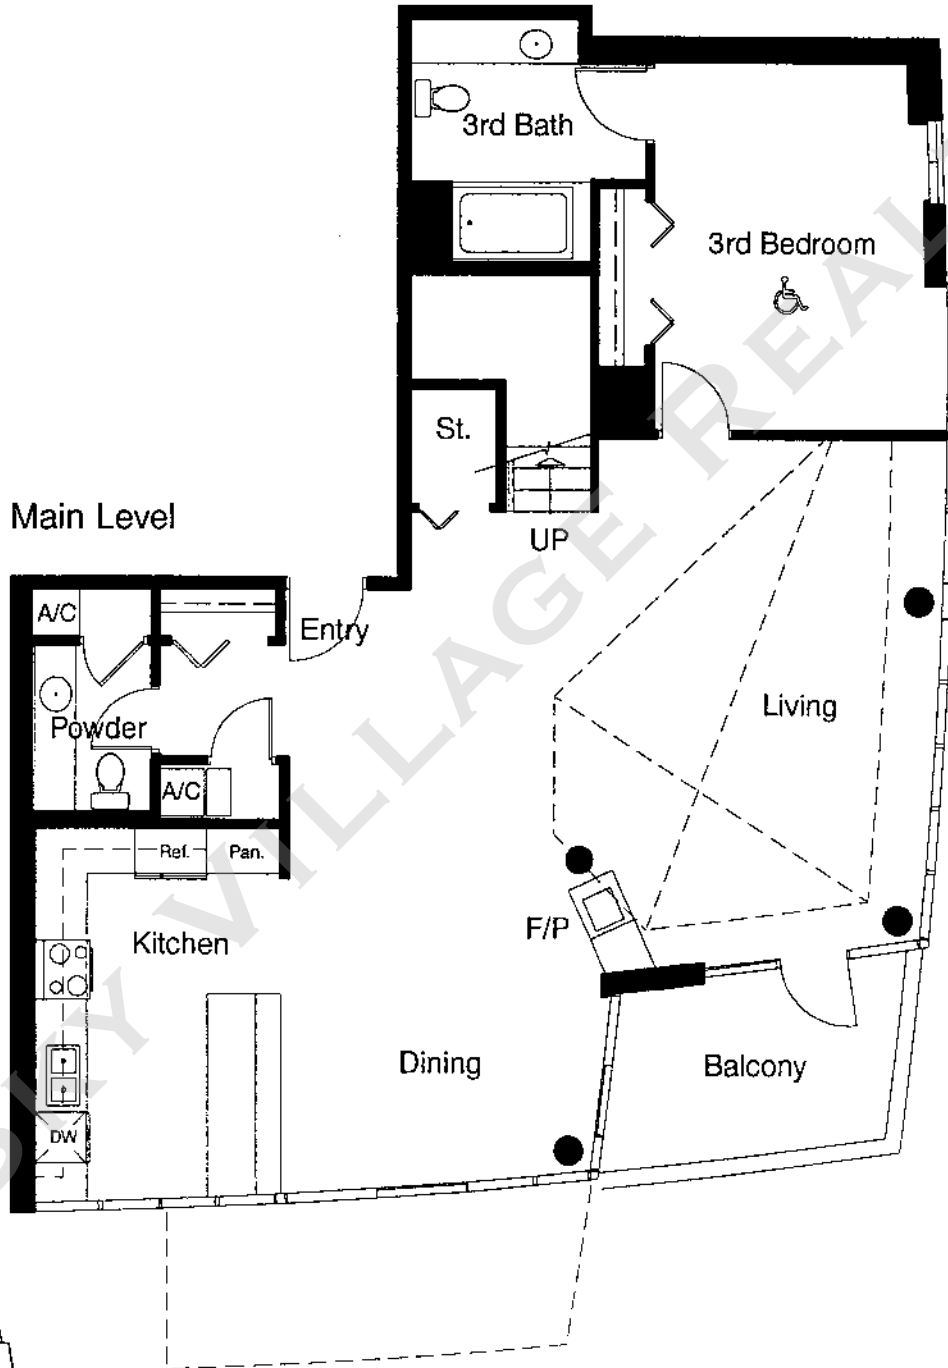 3rd Bath
3rd Bedroom
St.
Main Level
UP
A/C
Entry
Living
Powder
A/C
Ref.
Pan.
F/P
Kitchen
Dining
Balcony
DW
VILLAGE REAL